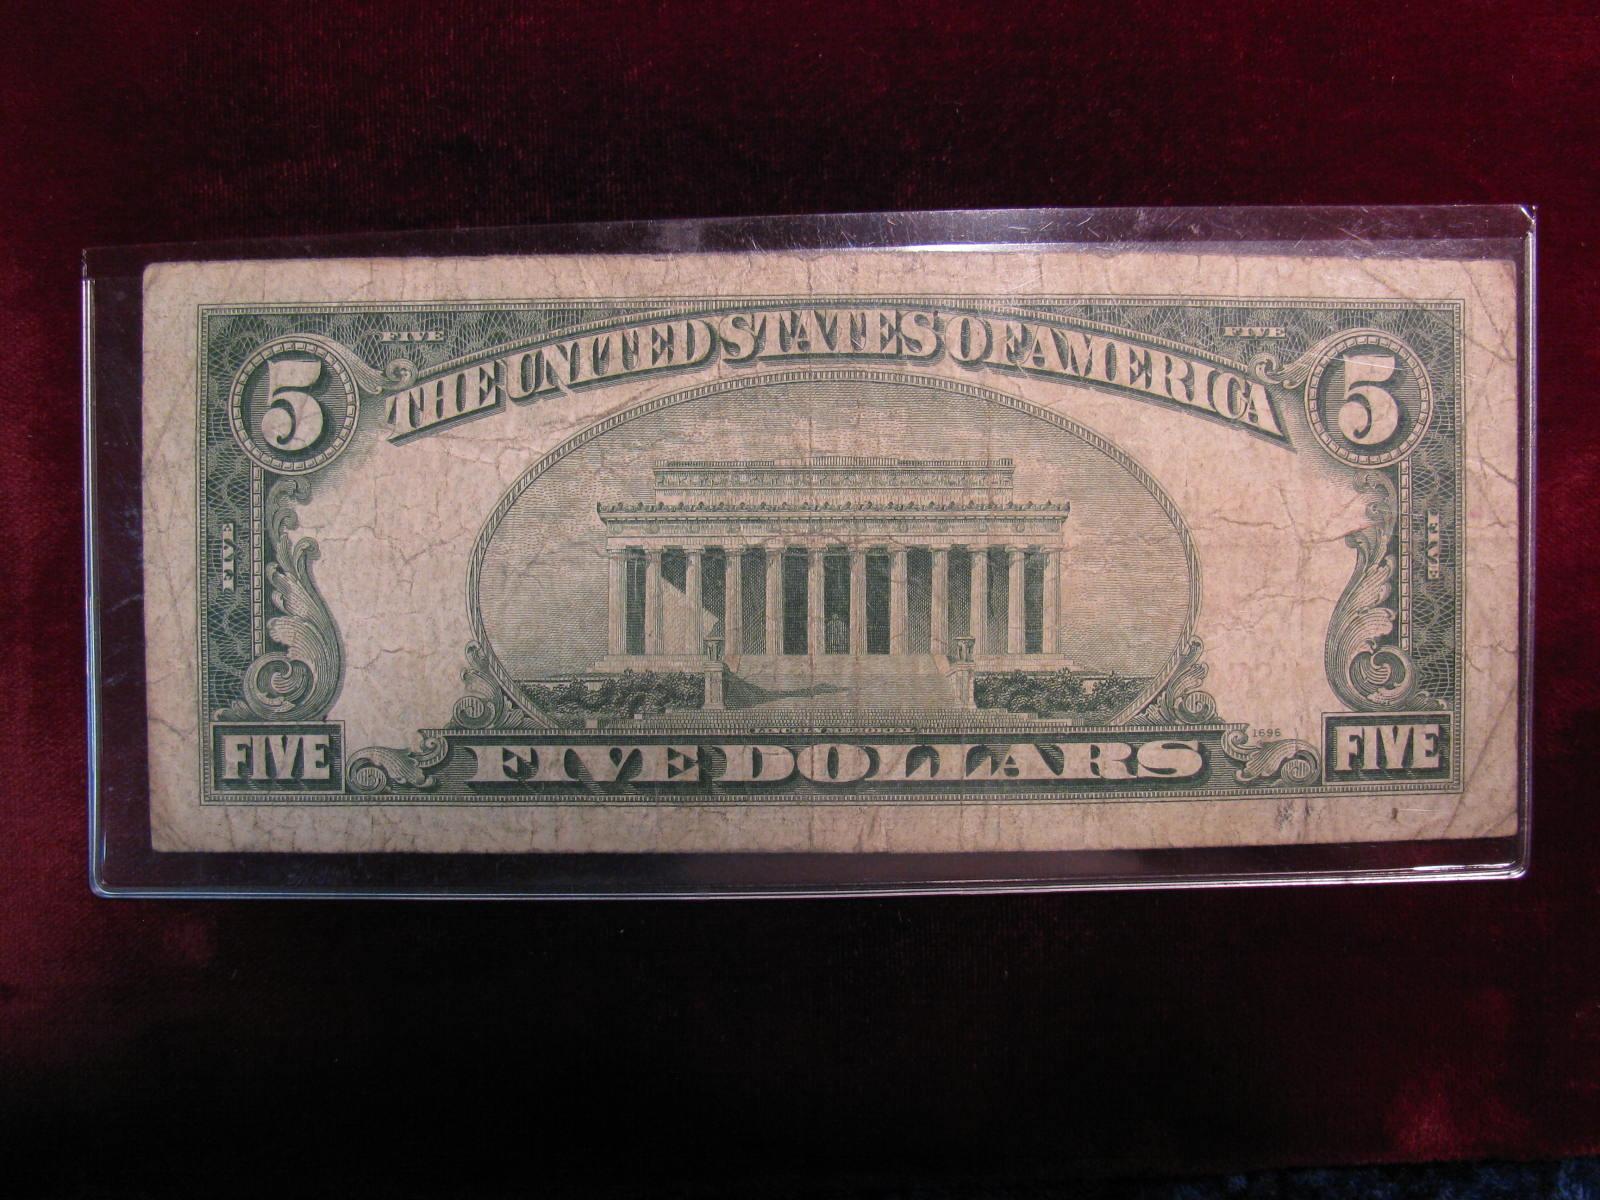 FIVE FIVE
5 THE UNITED STATES OF AMERICA 5
FIVE FIVE
LINCOLN MEMORIAL
1696
FIVE FIVE DOLLARS FIVE